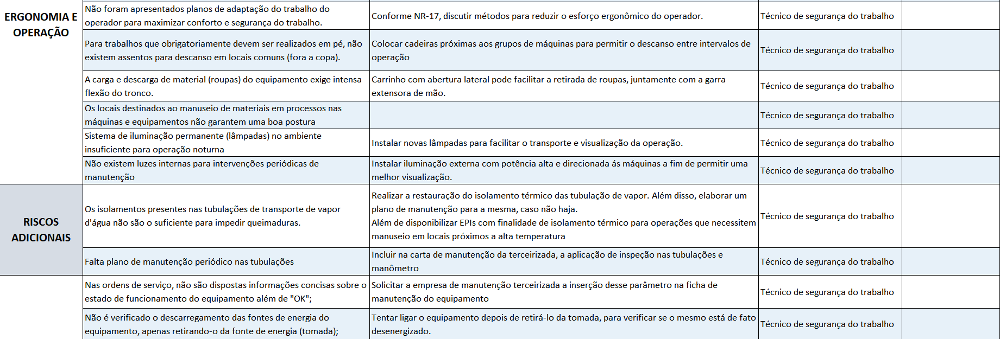 ERGONOMIA E
OPERAÇÃO
Não foram apresentados planos de adaptação do trabalho do
operador para maximizar conforto e segurança do trabalho.
Conforme NR-17, discutir métodos para reduzir o esforço ergonômico do operador.
Técnico de segurança do trabalho
Para trabalhos que obrigatoriamente devem ser realizados em pé, não
existem assentos para descanso em locais comuns (fora a copa).
Colocar cadeiras próximas aos grupos de máquinas para permitir o descanso entre intervalos de
operação
Técnico de segurança do trabalho
A carga e descarga de material (roupas) do equipamento exige intensa
flexão do tronco.
Carrinho com abertura lateral pode facilitar a retirada de roupas, juntamente com a garra
extensora de mão.
Técnico de segurança do trabalho
Os locais destinados ao manuseio de materiais em processos nas
máquinas e equipamentos não garantem uma boa postura
Técnico de segurança do trabalho
Sistema de iluminação permanente (lâmpadas) no ambiente
insuficiente para operação noturna
Instalar novas lâmpadas para facilitar o transporte e visualização da operação.
Técnico de segurança do trabalho
Não existem luzes internas para intervenções periódicas de
manutenção
Instalar iluminação externa com potência alta e direcionada ás máquinas a fim de permitir uma
melhor visualização.
Técnico de segurança do trabalho
RISCOS
ADICIONAIS
Os isolamentos presentes nas tubulações de transporte de vapor
d'água não são o suficiente para impedir queimaduras.
Realizar a restauração do isolamento térmico das tubulação de vapor. Além disso, elaborar um
plano de manutenção para a mesma, caso não haja.
Além de disponibilizar EPIs com finalidade de isolamento térmico para operações que necessitem
manuseio em locais próximos a alta temperatura
Técnico de segurança do trabalho
Falta plano de manutenção periódico nas tubulações
Incluir na carta de manutenção da terceirizada, a aplicação de inspeção nas tubulações e
manômetro
Técnico de segurança do trabalho
Nas ordens de serviço, não são dispostas informações concisas sobre o
estado de funcionamento do equipamento além de "OK";
Solicitar a empresa de manutenção terceirizada a inserção desse parâmetro na ficha de
manutenção do equipamento
Técnico de segurança do trabalho
Não é verificado o descarregamento das fontes de energia do
equipamento, apenas retirando-o da fonte de energia (tomada);
Tentar ligar o equipamento depois de retirá-lo da tomada, para verificar se o mesmo está de fato
desenergizado.
Técnico de segurança do trabalho